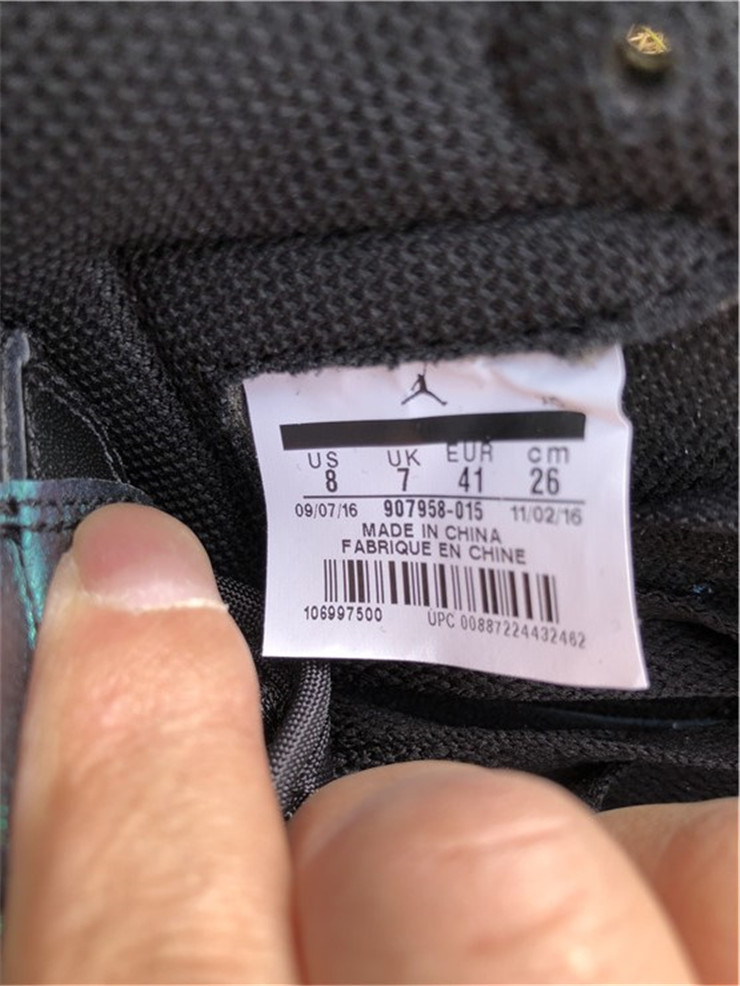 US UK EUR cm
8 7 41 26
09/07/16 907958-015 11/02/16
MADE IN CHINA
FABRIQUE EN CHINE
106997500 UPC 00887224432462